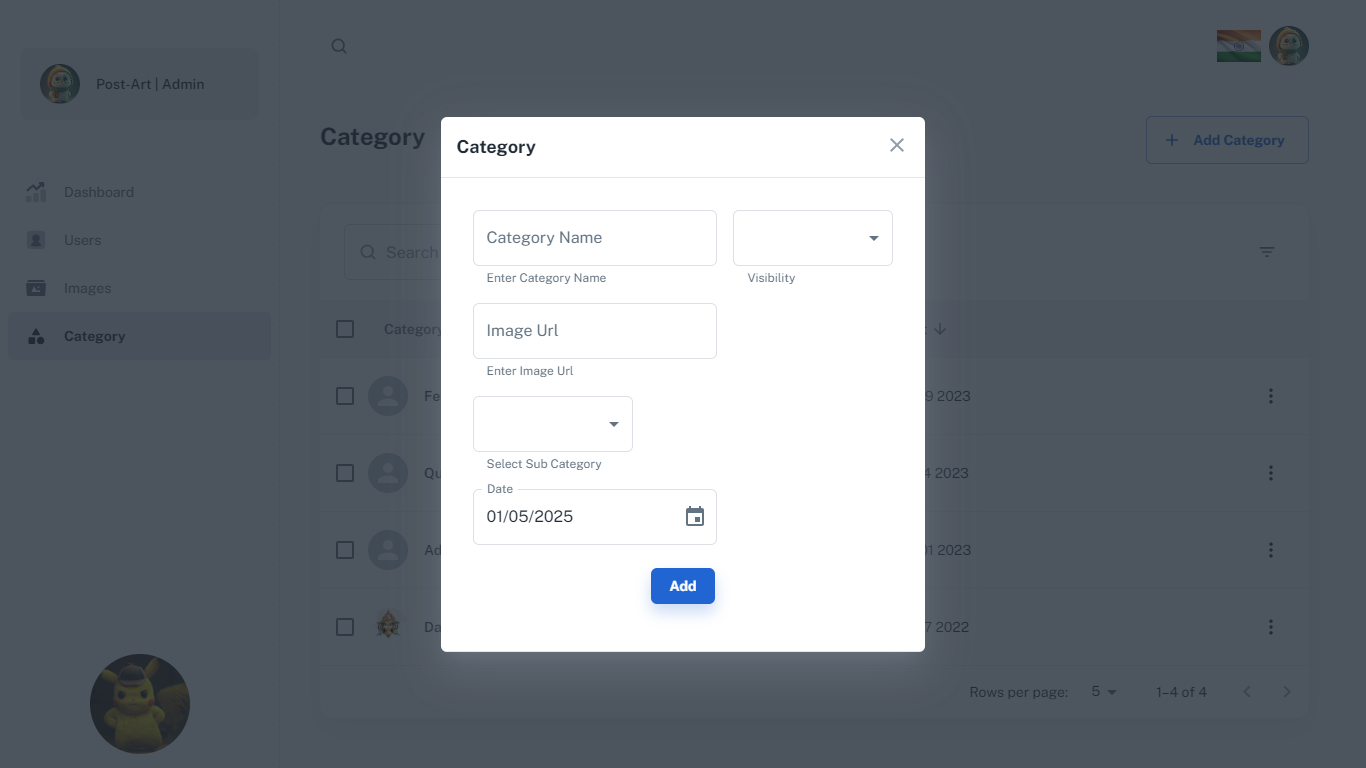 Post-Art | Admin
Dashboard
Users
Images
Category
Category
Add Category
Search
Category
Category
Category Name
Enter Category Name
Visibility
Image Url
Enter Image Url
Select Sub Category
Date
01/05/2025
Add
Fe
9 2023
Qu
4 2023
Ad
01 2023
Da
7 2022
Rows per page:
5
1–4 of 4